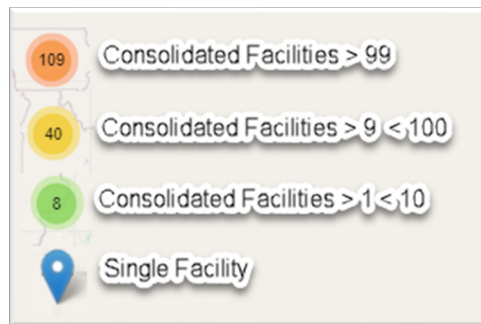 109 Consolidated Facilities > 99
40 Consolidated Facilities > 9 < 100
8 Consolidated Facilities > 1 < 10
Single Facility